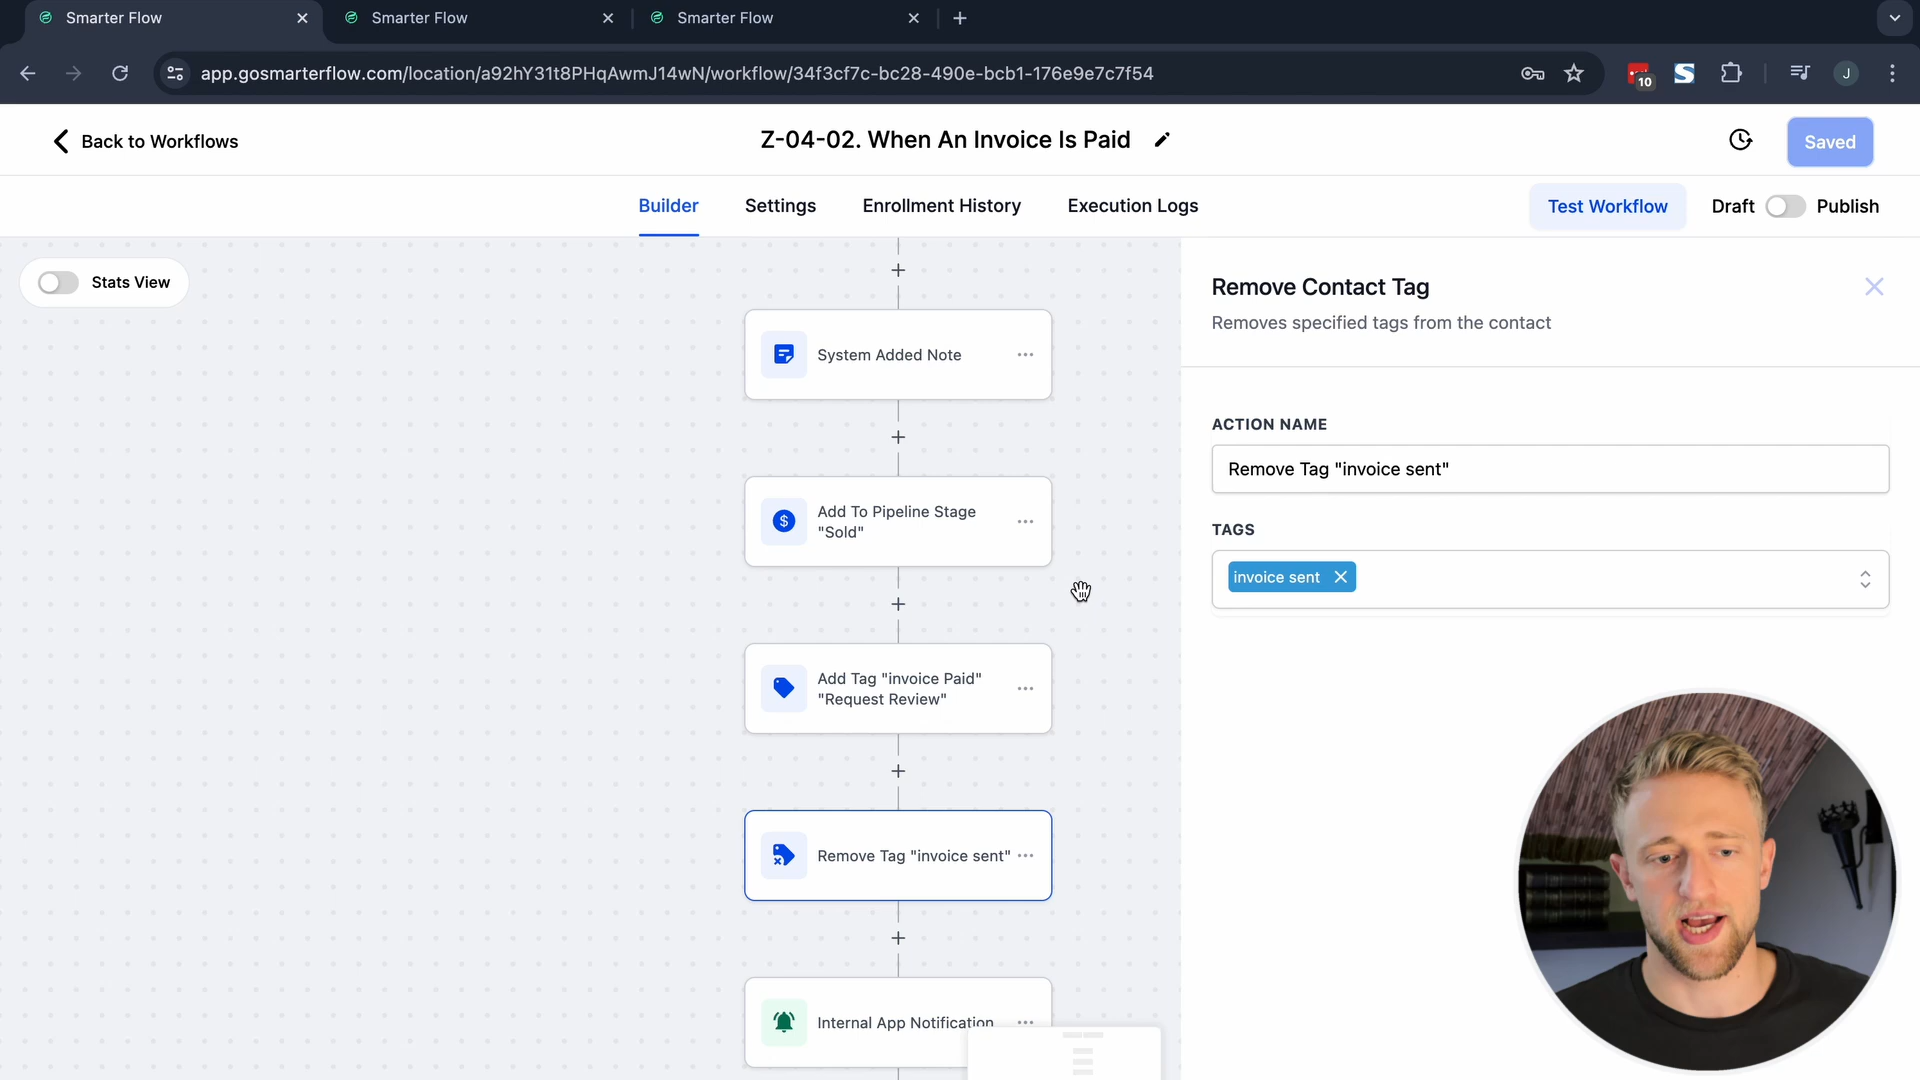 Smarter Flow
Smarter Flow
Smarter Flow
app.gosmarterflow.com/location/a92hY31t8PHqAwmJ14wN/workflow/34f3cf7c-bc28-490e-bcb1-176e9e7c7f54
10
J
Back to Workflows
Z-04-02. When An Invoice Is Paid
Saved
Builder
Settings
Enrollment History
Execution Logs
Test Workflow
Draft
Publish
Stats View
System Added Note
Add To Pipeline Stage
"Sold"
Add Tag "invoice Paid"
"Request Review"
Remove Tag "invoice sent"
Internal App Notification
Remove Contact Tag
Removes specified tags from the contact
ACTION NAME
Remove Tag "invoice sent"
TAGS
invoice sent